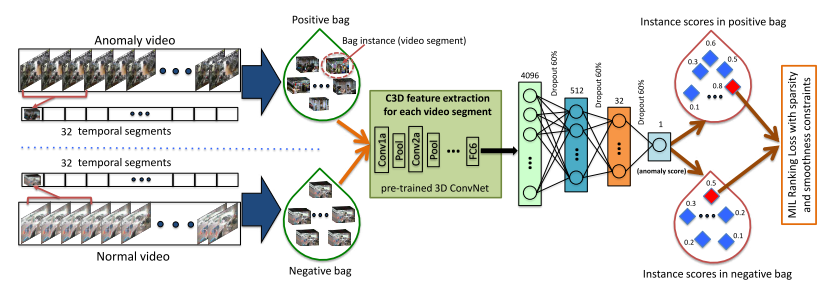 Anomaly video
32 temporal segments
32 temporal segments
Normal video
Positive bag
Bag instance (video segment)
Negative bag
C3D feature extraction
for each video segment
Conv1a
Pool
Conv2a
Pool
FC6
pre-trained 3D ConvNet
4096
Dropout 60%
512
Dropout 60%
32
Dropout 60%
1
(anomaly score)
Instance scores in positive bag
0.6
0.3
0.5
0.8
0.1
0.5
0.3
0.2
0.2
0.1
Instance scores in negative bag
MIL Ranking Loss with sparsity
and smoothness constraints